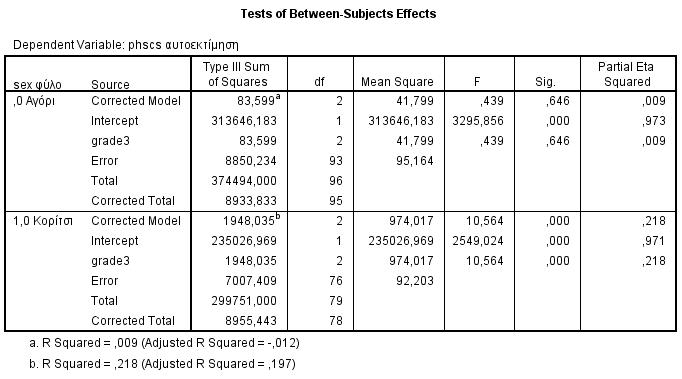 Tests of Between-Subjects Effects
Dependent Variable: phscs αυτοεκτίμηση
sex φύλο Source Type III Sum of Squares df Mean Square F Sig. Partial Eta Squared
,0 Αγόρι Corrected Model 83,599a 2 41,799 ,439 ,646 ,009
Intercept 313646,183 1 313646,183 3295,856 ,000 ,973
grade3 83,599 2 41,799 ,439 ,646 ,009
Error 8850,234 93 95,164
Total 374494,000 96
Corrected Total 8933,833 95
1,0 Κορίτσι Corrected Model 1948,035b 2 974,017 10,564 ,000 ,218
Intercept 235026,969 1 235026,969 2549,024 ,000 ,971
grade3 1948,035 2 974,017 10,564 ,000 ,218
Error 7007,409 76 92,203
Total 299751,000 79
Corrected Total 8955,443 78
a. R Squared = ,009 (Adjusted R Squared = -,012)
b. R Squared = ,218 (Adjusted R Squared = ,197)